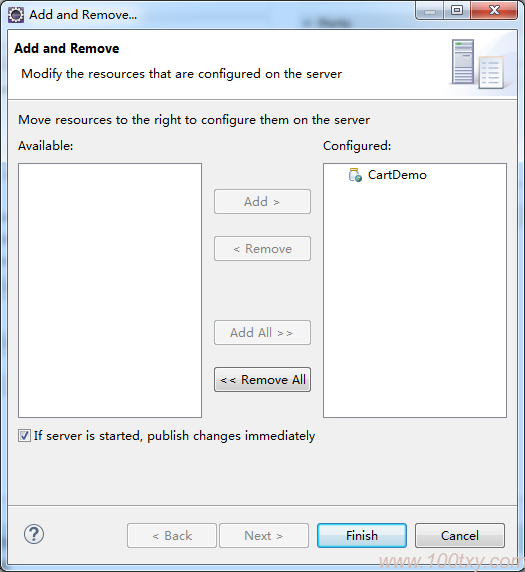 Add and Remove...
Add and Remove
Modify the resources that are configured on the server
Move resources to the right to configure them on the server
Available:
Configured:
CartDemo
Add >
< Remove
Add All >>
<< Remove All
If server is started, publish changes immediately
?
< Back
Next >
Finish
Cancel
www.100txy.com